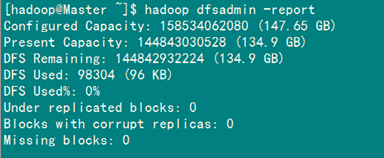 [hadoop@Master ~]$ hadoop dfsadmin -report
Configured Capacity: 158534062080 (147.65 GB)
Present Capacity: 144843030528 (134.9 GB)
DFS Remaining: 144842932224 (134.9 GB)
DFS Used: 98304 (96 KB)
DFS Used%: 0%
Under replicated blocks: 0
Blocks with corrupt replicas: 0
Missing blocks: 0